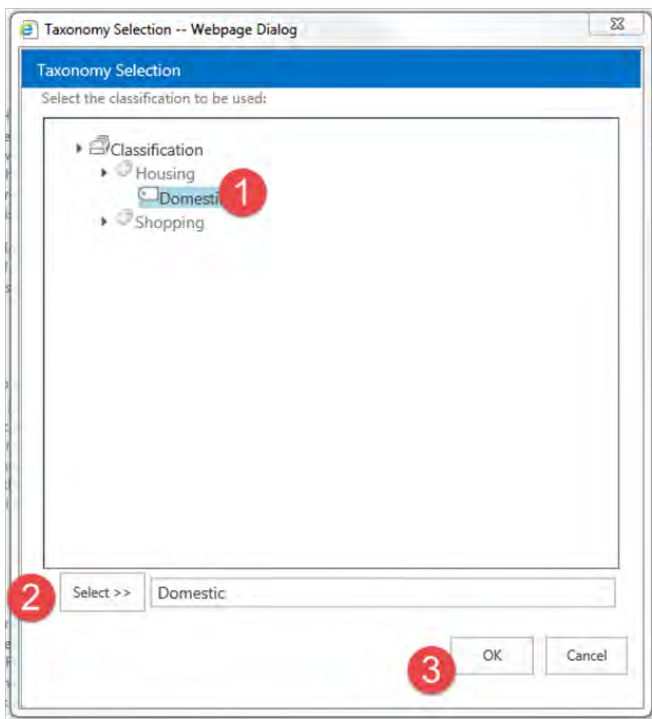 Taxonomy Selection -- Webpage Dialog
Taxonomy Selection
Select the classification to be used:
Classification
Housing
Domesti
1
Shopping
2
Select >>
Domestic
3
OK
Cancel